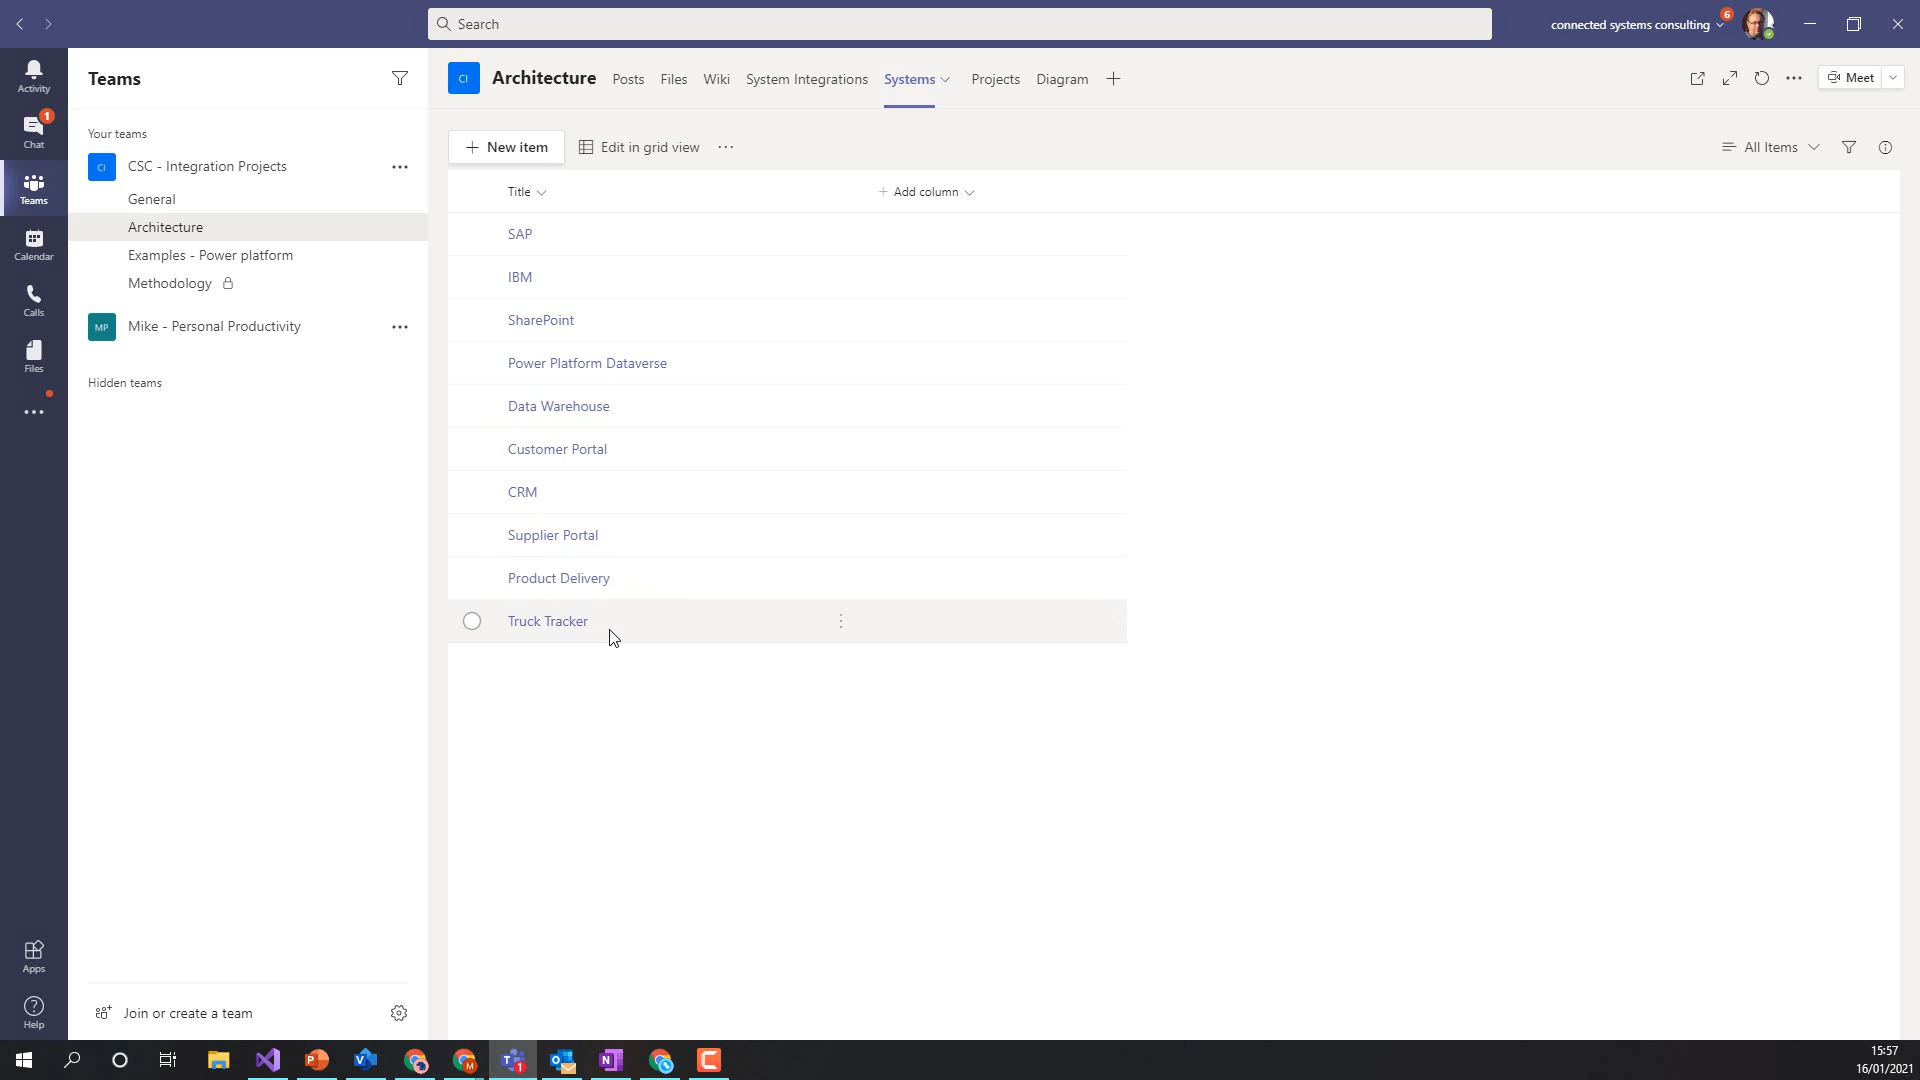 Search
connected systems consulting
6
Activity
Chat
1
Teams
Calendar
Calls
Files
Apps
Help
Teams
Your teams
CI
CSC - Integration Projects
General
Architecture
Examples - Power platform
Methodology
MP
Mike - Personal Productivity
Hidden teams
Join or create a team
CI
Architecture
Posts
Files
Wiki
System Integrations
Systems
Projects
Diagram
Meet
New item
Edit in grid view
All Items
Title
Add column
SAP
IBM
SharePoint
Power Platform Dataverse
Data Warehouse
Customer Portal
CRM
Supplier Portal
Product Delivery
Truck Tracker
15:57
16/01/2021